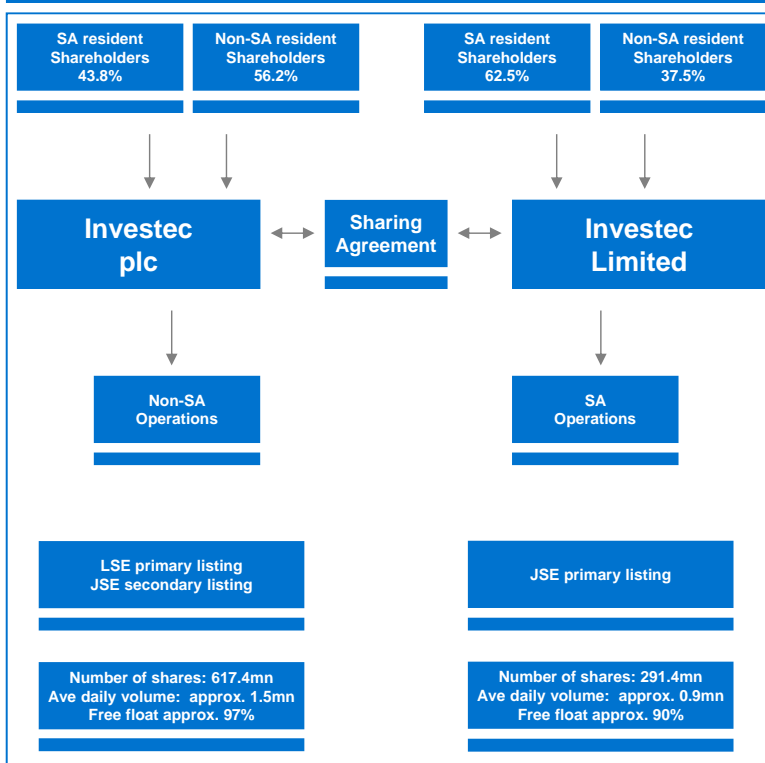 SA resident
Shareholders
43.8%
Non-SA resident
Shareholders
56.2%
SA resident
Shareholders
62.5%
Non-SA resident
Shareholders
37.5%
Investec
plc
Sharing
Agreement
Investec
Limited
Non-SA
Operations
SA
Operations
LSE primary listing
JSE secondary listing
JSE primary listing
Number of shares: 617.4mn
Ave daily volume: approx. 1.5mn
Free float approx. 97%
Number of shares: 291.4mn
Ave daily volume: approx. 0.9mn
Free float approx. 90%